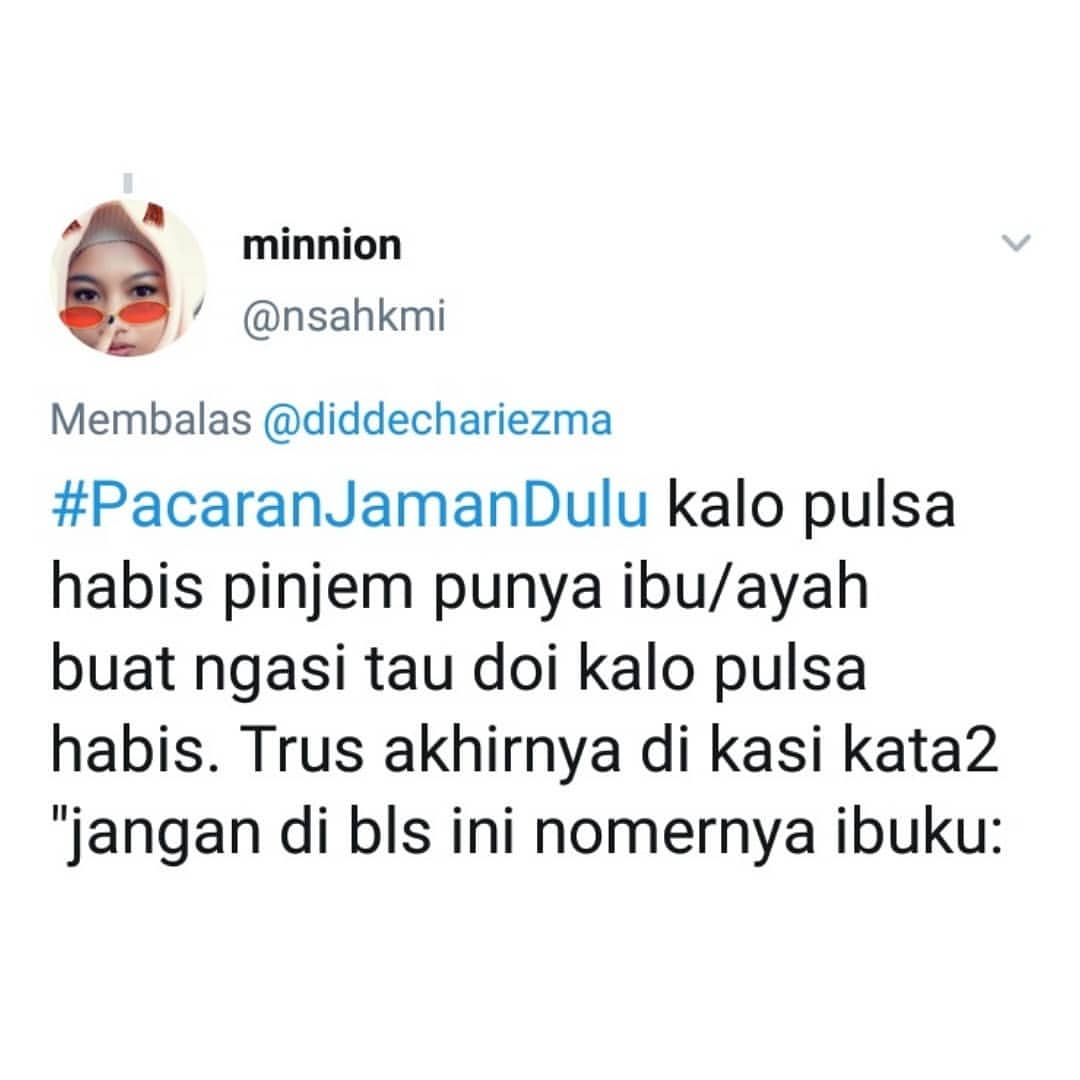 minnion
@nsahkmi
Membalas @diddechariezma
#PacaranJamanDulu kalo pulsa
habis pinjem punya ibu/ayah
buat ngasi tau doi kalo pulsa
habis. Trus akhirnya di kasi kata2
"jangan di bls ini nomernya ibuku: